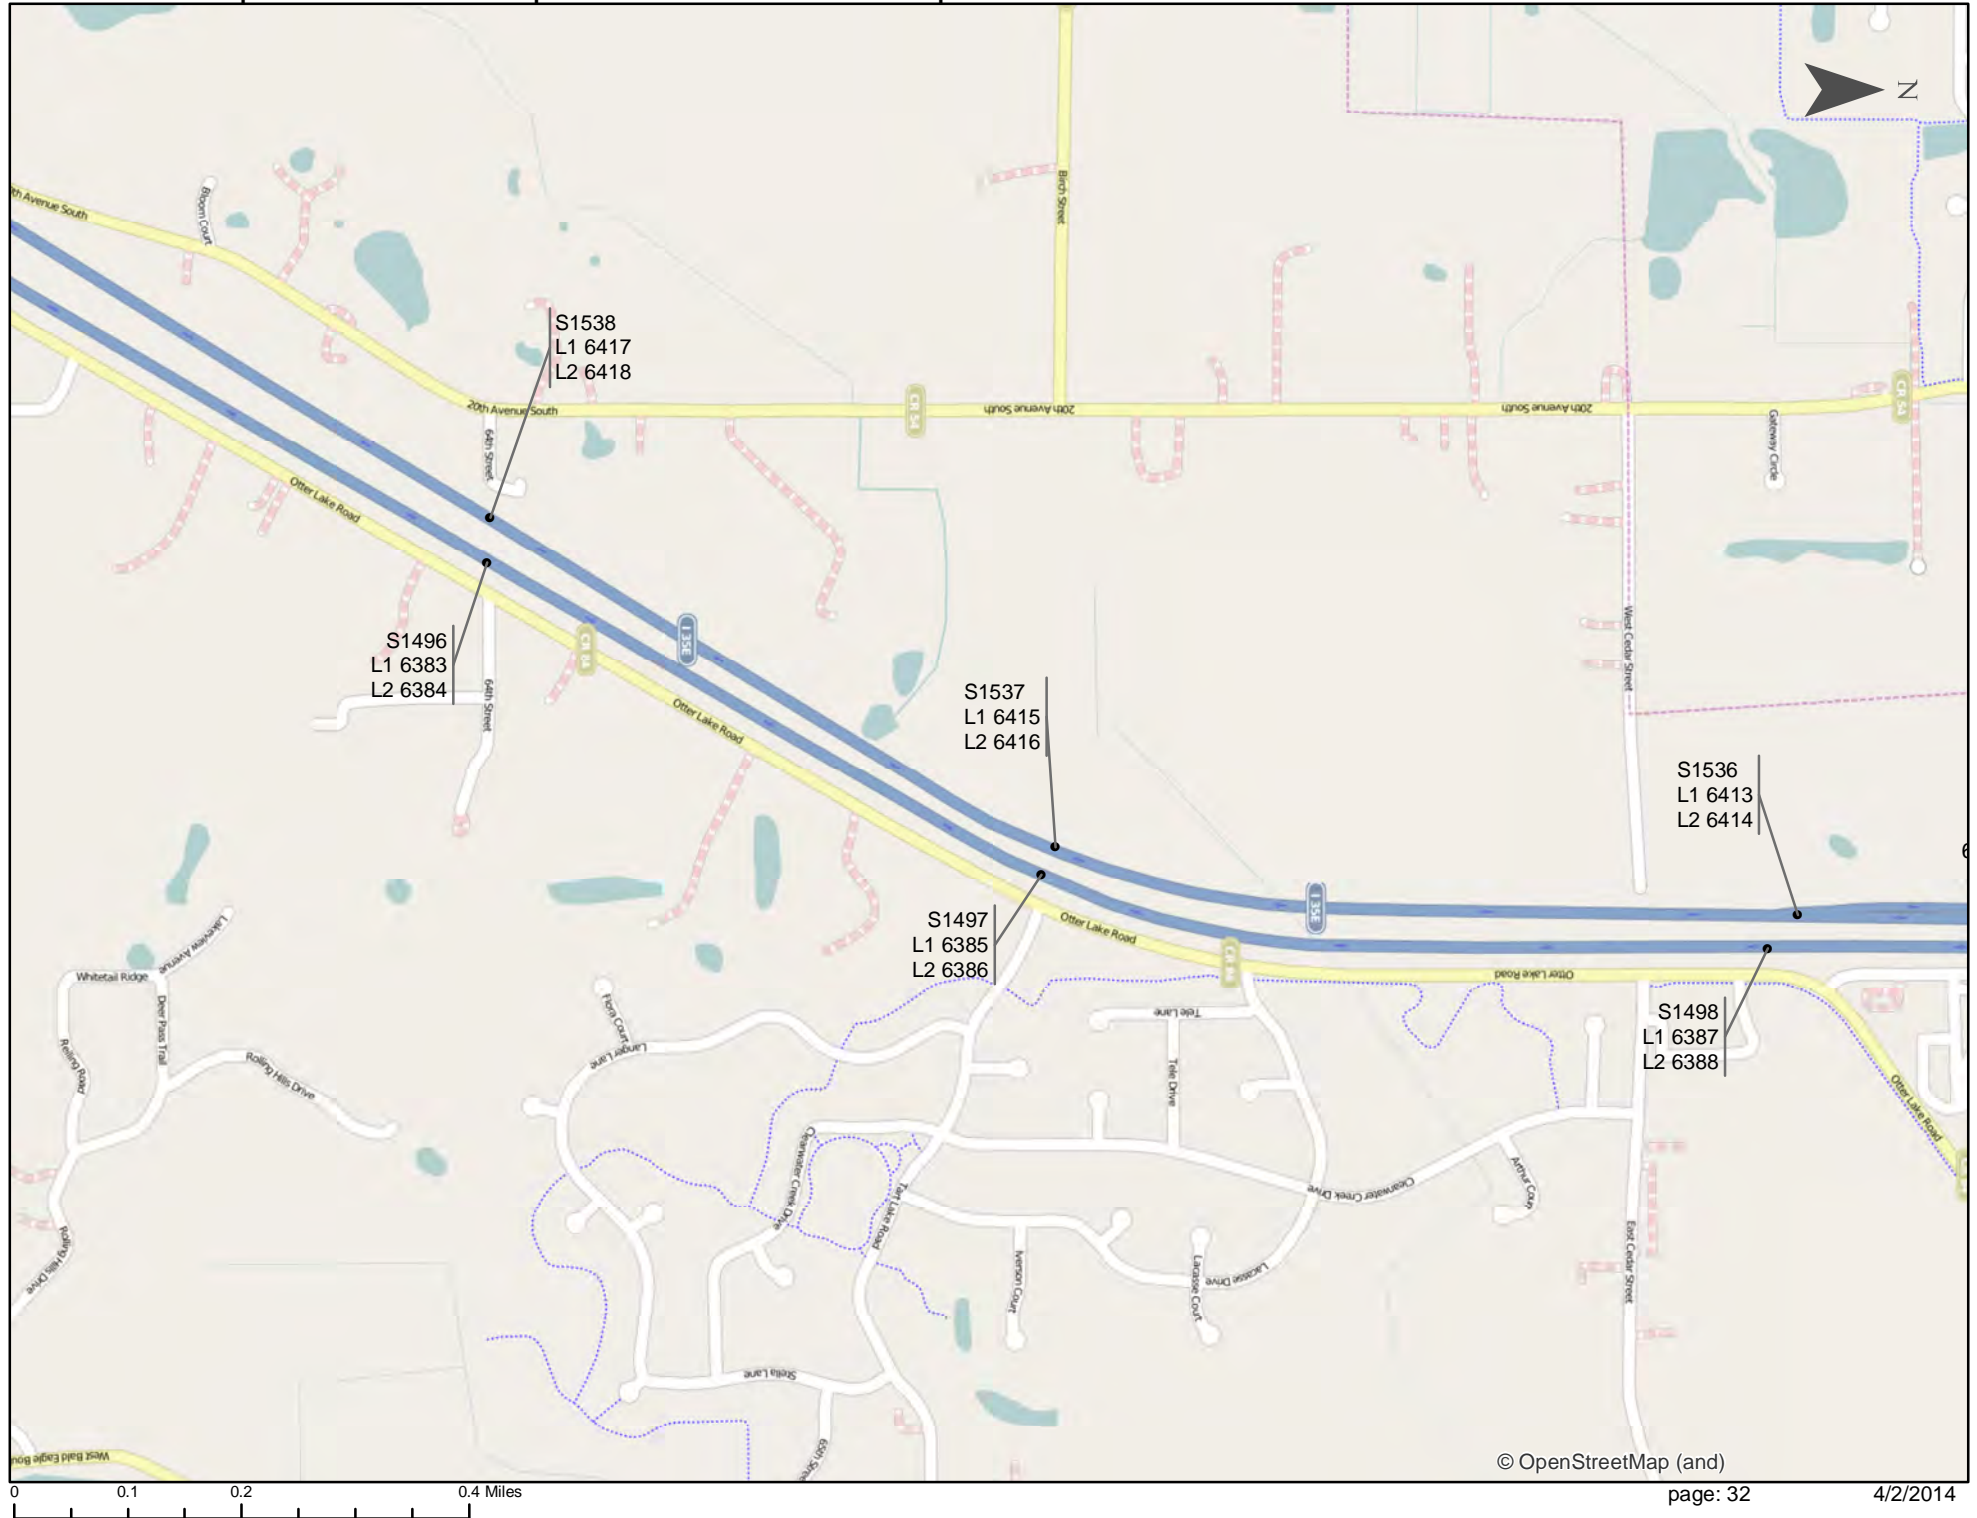 N
th Avenue South
Bloom Court
Birch Street
S1538
L1 6417
L2 6418
20th Avenue South
CR 54
20th Avenue South
20th Avenue South
CR 54
Gateway Circle
64th Street
Otter Lake Road
I 35E
CR 84
S1496
L1 6383
L2 6384
64th Street
Otter Lake Road
West Cedar Street
S1537
L1 6415
L2 6416
S1536
L1 6413
L2 6414
6
I 35E
S1497
L1 6385
L2 6386
Otter Lake Road
Otter Lake Road
Lakeview Avenue
Whitetail Ridge
Deer Pass Trail
Reiling Road
Rolling Hills Drive
Rolling Hills Drive
Flora Court
Langer Lane
Tele Lane
Tele Drive
S1498
L1 6387
L2 6388
Otter Lake Road
Clearwater Creek Drive
Clearwater Creek Drive
Tart Lake Road
Arthur Court
Iverson Court
Lacasse Court
Lacasse Drive
East Cedar Street
Stella Lane
65th Stree
West Bald Eagle Bou
© OpenStreetMap (and)
0 0.1 0.2 0.4 Miles
page: 32 4/2/2014